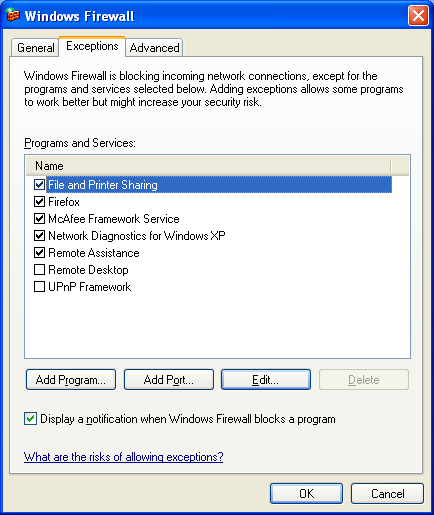 Windows Firewall
General Exceptions Advanced
Windows Firewall is blocking incoming network connections, except for the
programs and services selected below. Adding exceptions allows some programs
to work better but might increase your security risk.
Programs and Services:
Name
File and Printer Sharing
Firefox
McAfee Framework Service
Network Diagnostics for Windows XP
Remote Assistance
Remote Desktop
UPnP Framework
Add Program... Add Port... Edit... Delete
Display a notification when Windows Firewall blocks a program
What are the risks of allowing exceptions?
OK Cancel